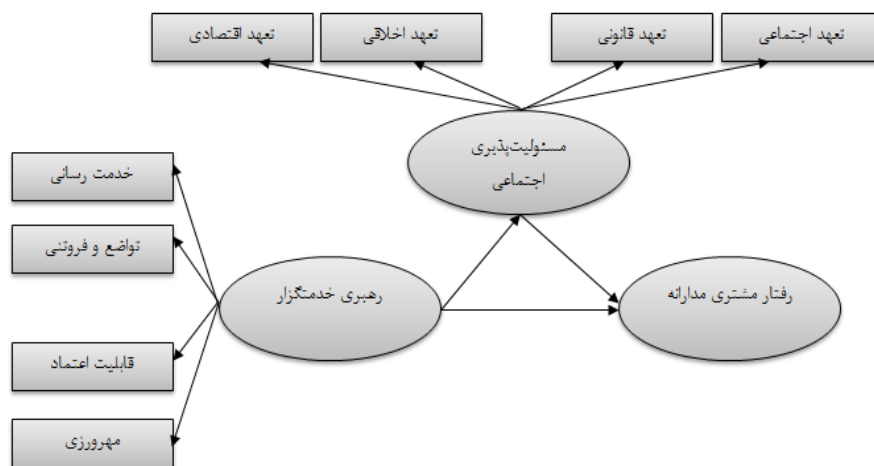 تعهد اجتماعی
تعهد قانونی
تعهد اخلاقی
تعهد اقتصادی
مسئولیت‌پذیری
اجتماعی
خدمت رسانی
تواضع و فروتنی
رفتار مشتری مدارانه
رهبری خدمتگزار
قابلیت اعتماد
مهرورزی